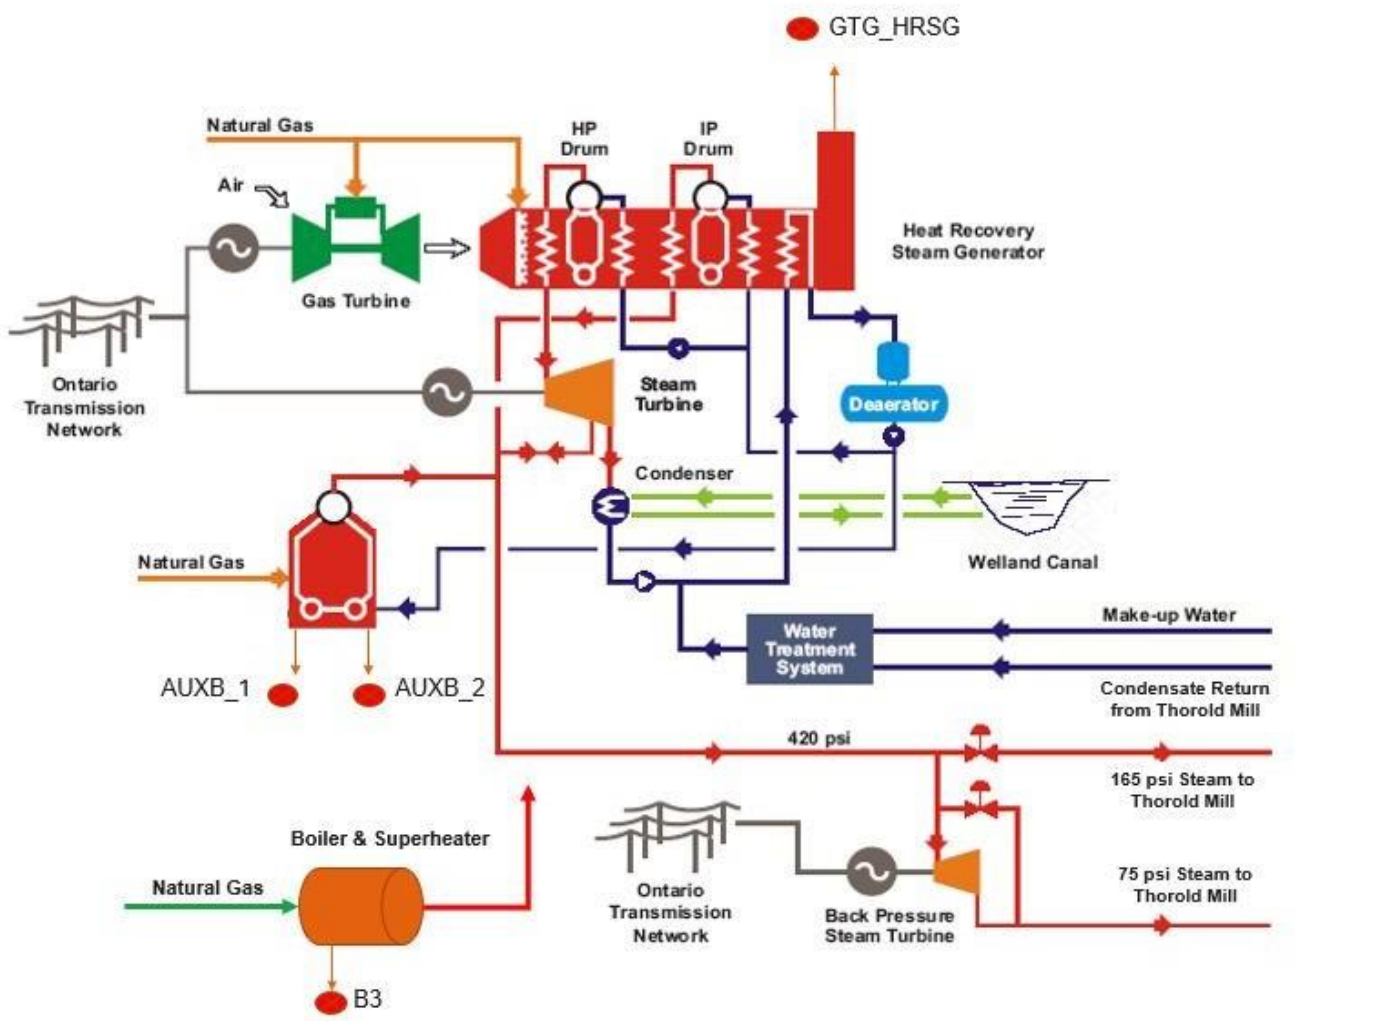 GTG_HRSG
Natural Gas
HP
Drum
IP
Drum
Air
Heat Recovery
Steam Generator
Gas Turbine
Ontario
Transmission
Network
Steam
Turbine
Deaerator
Condenser
Natural Gas
Welland Canal
Make-up Water
Water
Treatment
System
Condensate Return
from Thorold Mill
AUXB_1
AUXB_2
420 psi
165 psi Steam to
Thorold Mill
Boiler & Superheater
Natural Gas
Ontario
Transmission
Network
Back Pressure
Steam Turbine
75 psi Steam to
Thorold Mill
B3